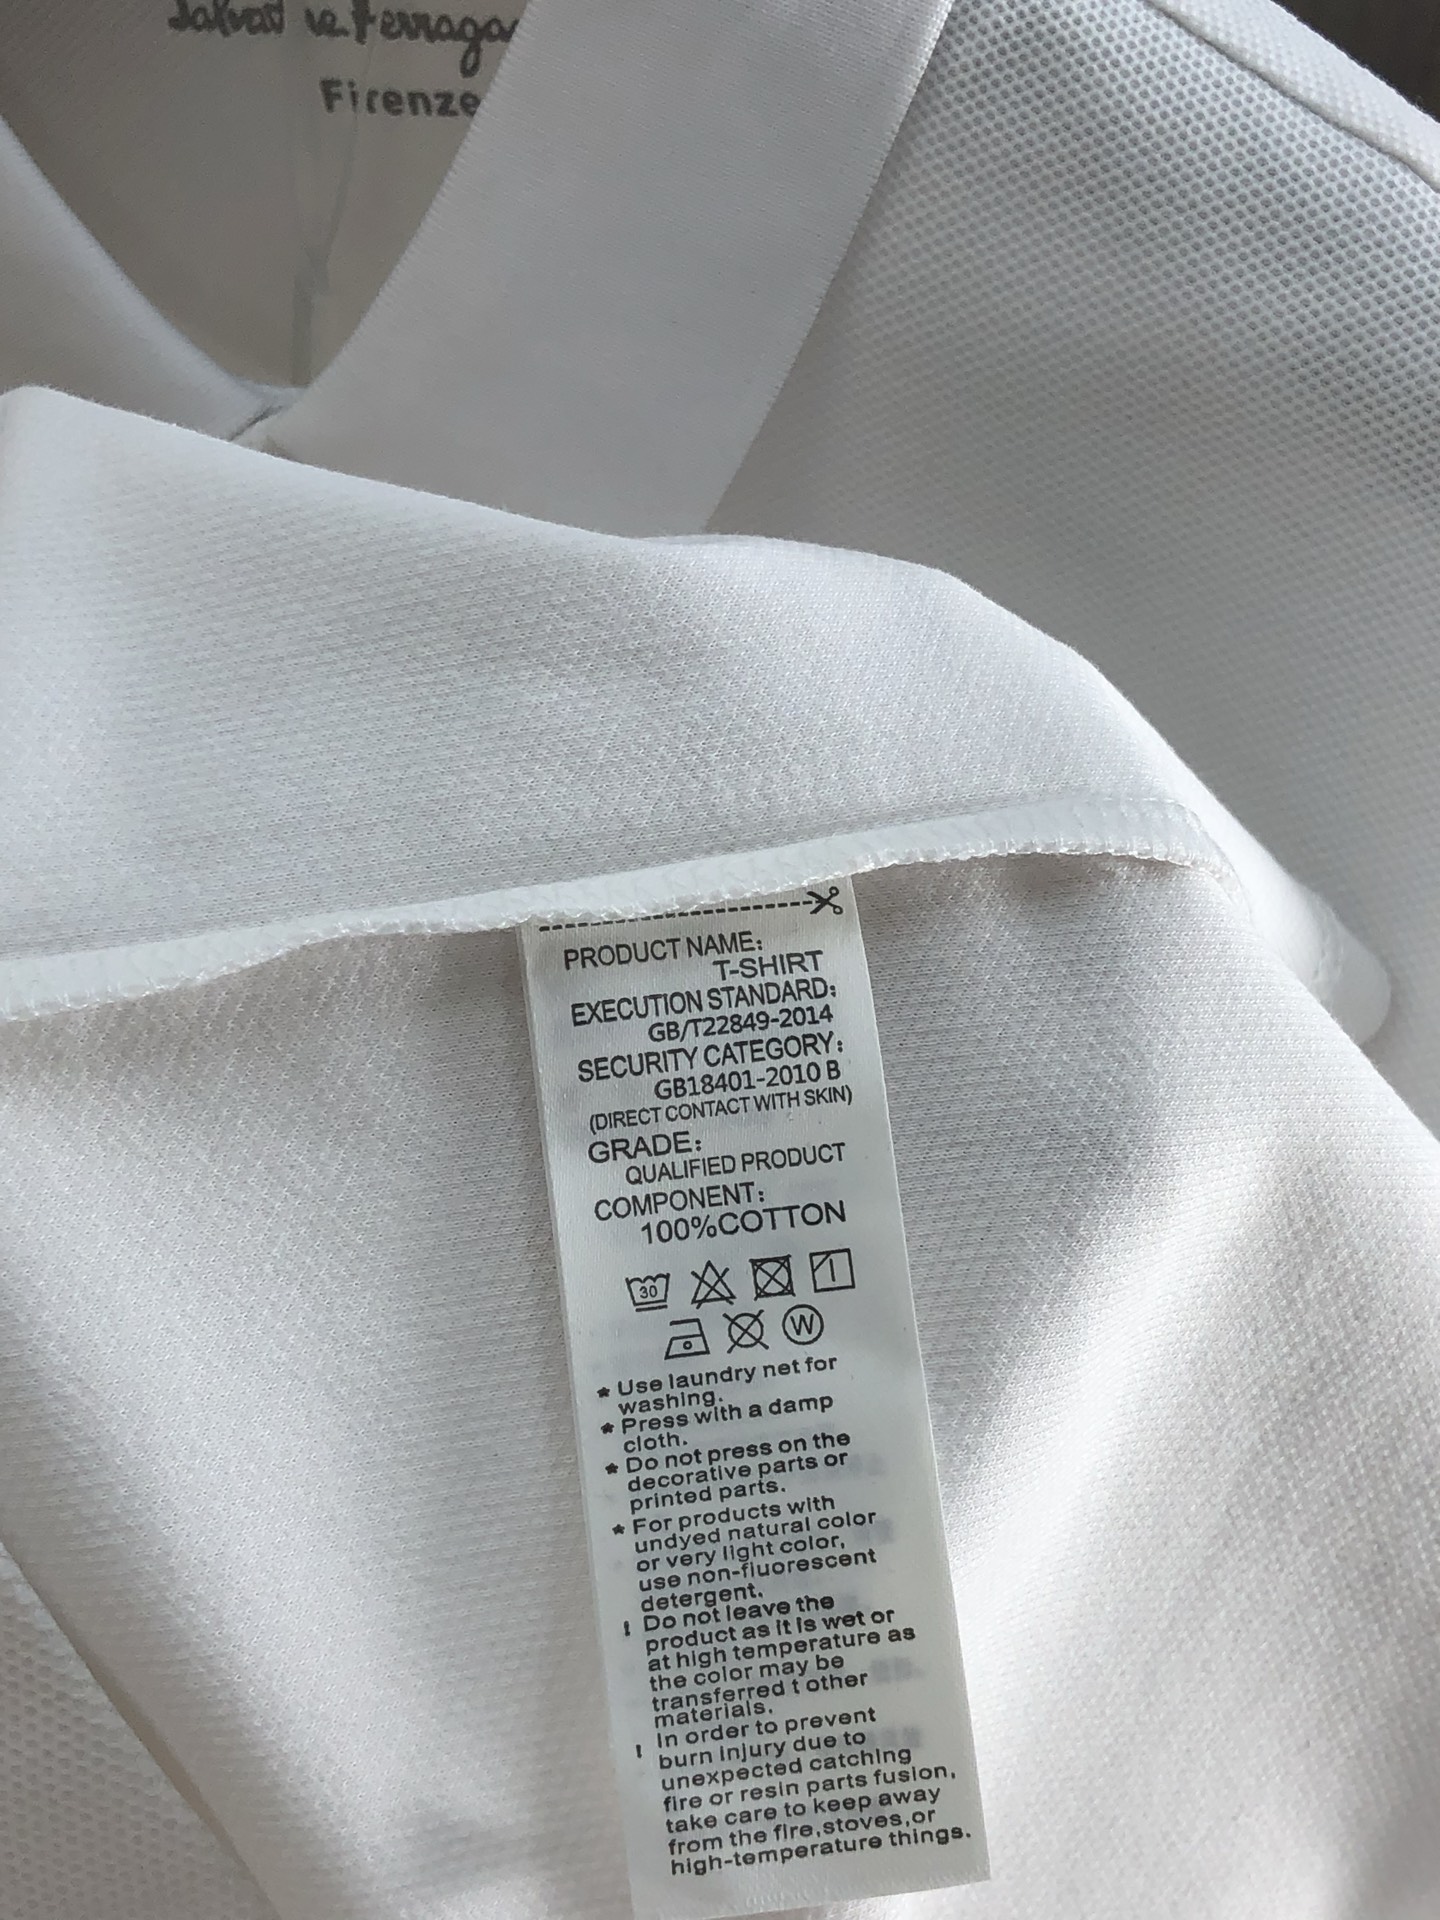 Firenze
PRODUCT NAME:
T-SHIRT
EXECUTION STANDARD:
GB/T22849-2014
SECURITY CATEGORY:
GB18401-2010 B
(DIRECT CONTACT WITH SKIN)
GRADE:
QUALIFIED PRODUCT
COMPONENT:
100%COTTON
30
W
* Use laundry net for
washing.
* Press with a damp
cloth.
* Do not press on the
decorative parts or
printed parts.
* For products with
undyed natural color
or very light color,
use non-fluorescent
detergent.
! Do not leave the
product as it is wet or
at high temperature as
the color may be
transferred t other
materials.
! In order to prevent
burn injury due to
unexpected catching
fire or resin parts fusion,
take care to keep away
from the fire,stoves,or
high-temperature things.